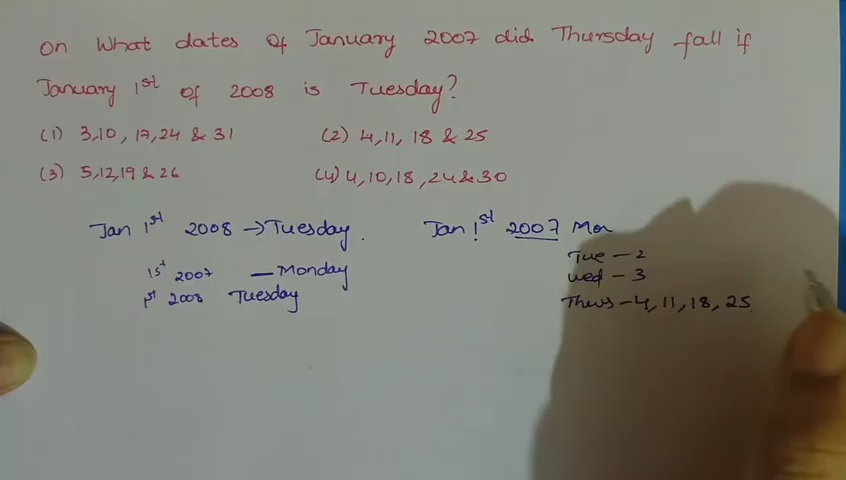 on What dates of January 2007 did Thursday fall if
January 1st of 2008 is Tuesday?
(1) 3,10, 17,24 & 31 (2) 4,11, 18 & 25
(3) 5,12,19 & 26 (4) 4,10,18,24 & 30
Jan 1st 2008 → Tuesday. Jan 1st 2007 Mon
Tue - 2
1st 2007 — Monday wed - 3
1st 2008 Tuesday Thurs - 4, 11, 18, 25